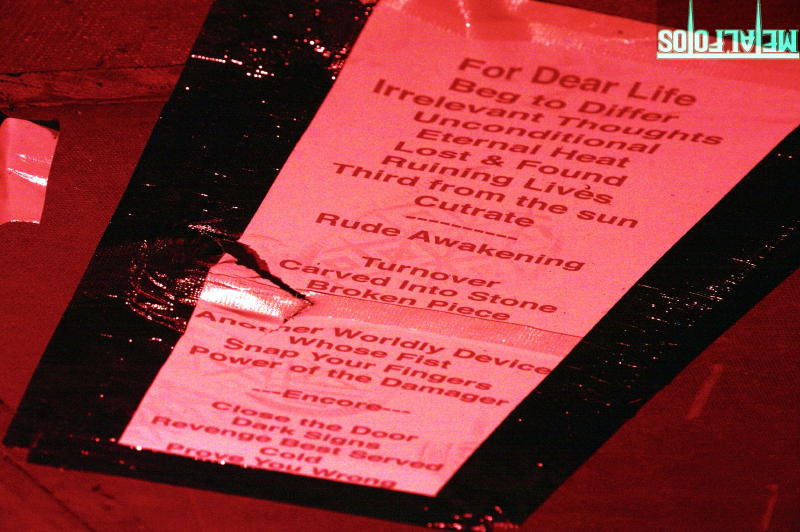 METALFOTOS
For Dear Life
Beg to Differ
Irrelevant Thoughts
Unconditional
Eternal Heat
Lost & Found
Ruining Lives
Third from the sun
Cutrate
-----------
Rude Awakening
Turnover
Carved Into Stone
Broken Piece
Another Worldly Device
Whose Fist
Snap Your Fingers
Power of the Damager
---Encore---
Close the Door
Dark Signs
Revenge Best Served
Cold
Prove You Wrong